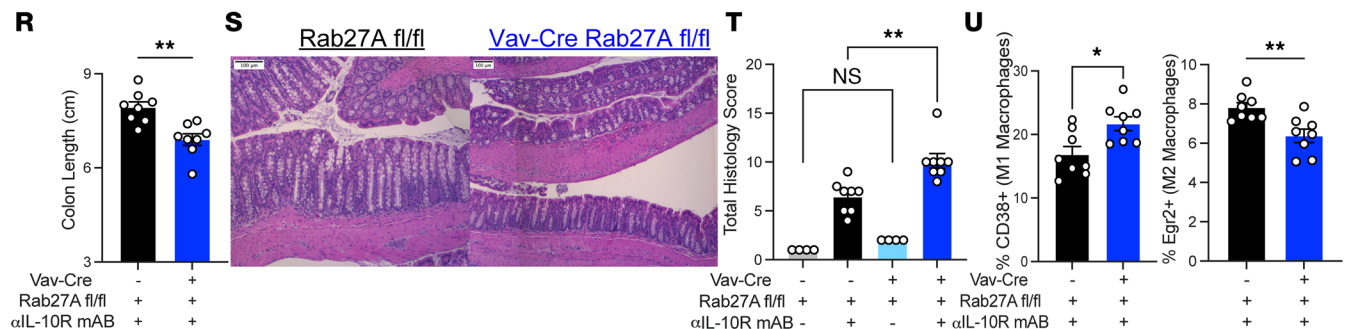 R
**
9
6
3
Colon Length (cm)
Vav-Cre - +
Rab27A fl/fl + +
αIL-10R mAB + +
S
Rab27A fl/fl
Vav-Cre Rab27A fl/fl
100 μm
100 μm
T
**
NS
20
15
10
5
0
Total Histology Score
Vav-Cre - - + +
Rab27A fl/fl + + + +
αIL-10R mAB - + - +
U
*
30
20
10
0
% CD38+ (M1 Macrophages)
Vav-Cre - +
Rab27A fl/fl + +
αIL-10R mAB + +
**
10
8
6
4
2
0
% Egr2+ (M2 Macrophages)
- +
+ +
+ +